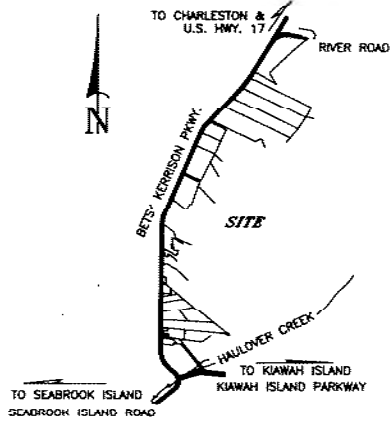 TO CHARLESTON &
U.S. HWY. 17
RIVER ROAD
N
BETSY KERRISON PKWY.
SITE
HAULOVER CREEK
TO KIAWAH ISLAND
KIAWAH ISLAND PARKWAY
TO SEABROOK ISLAND
SEABROOK ISLAND ROAD